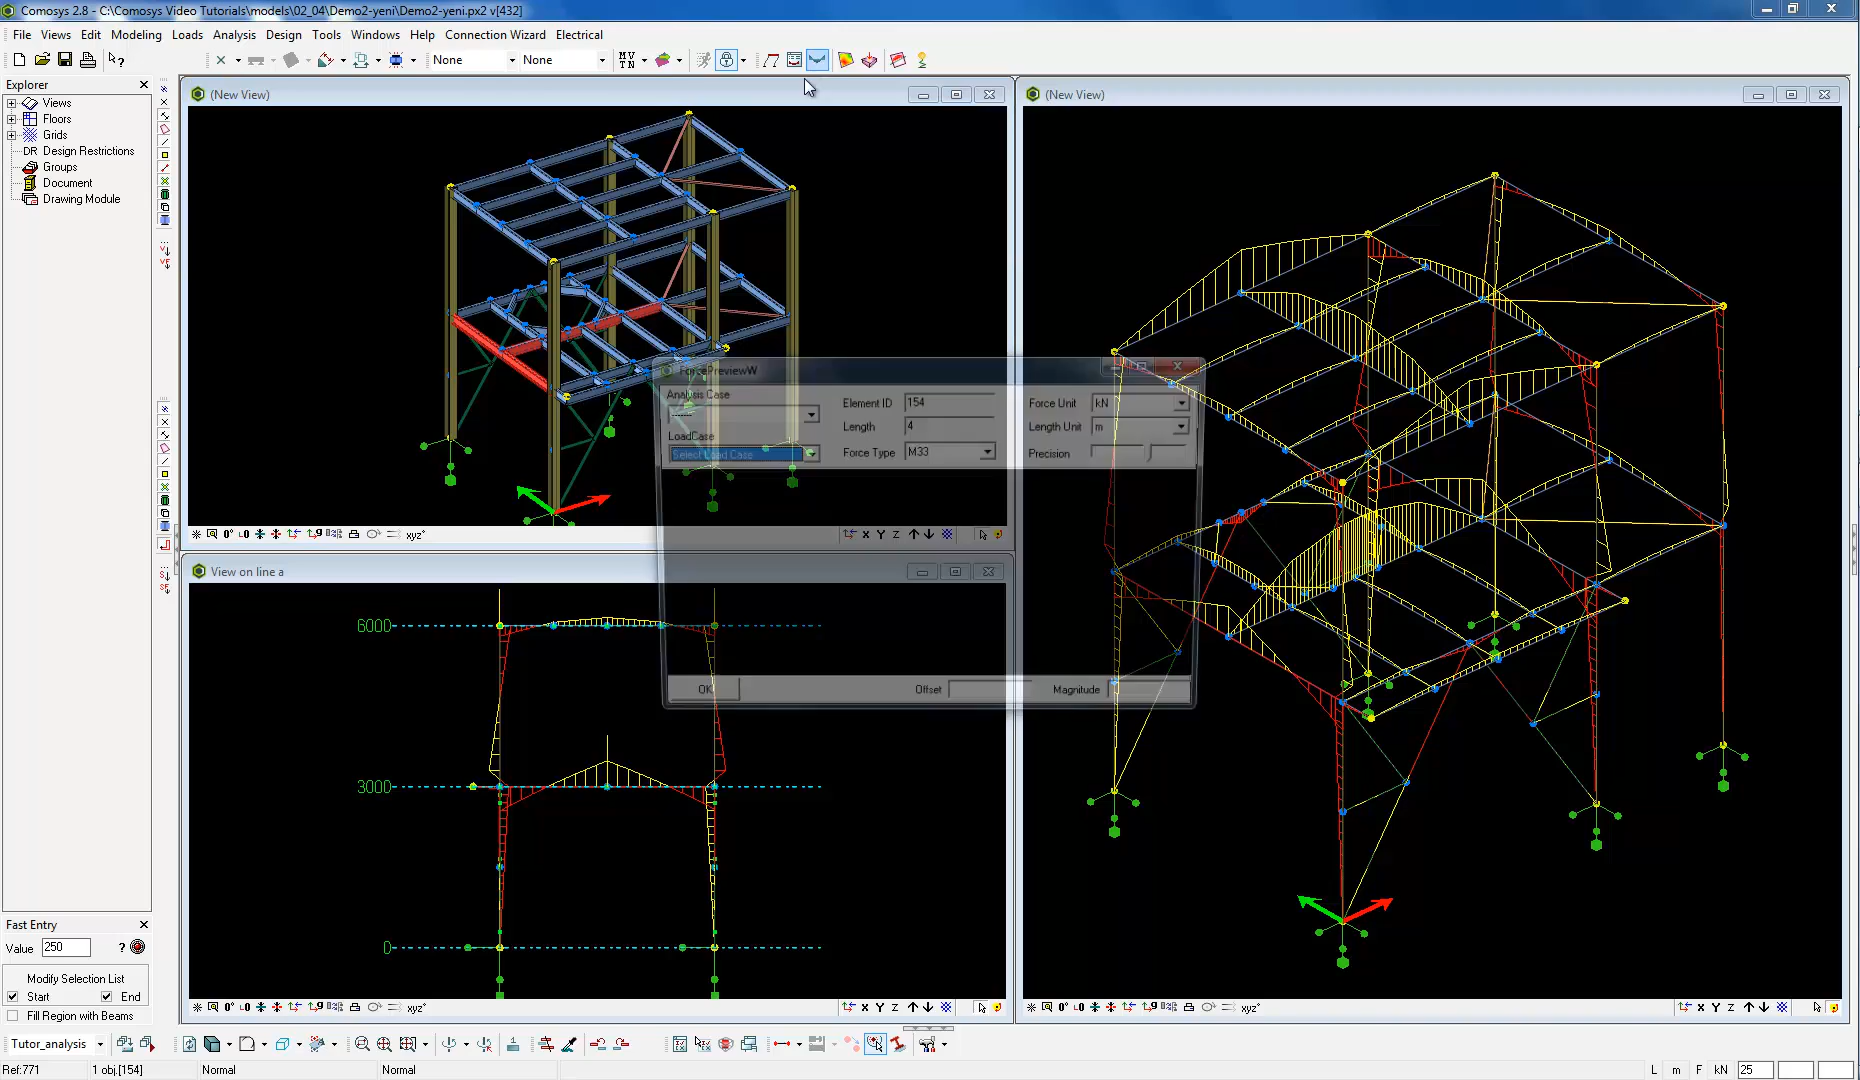 Comosys 2.8 - C:\Comosys Video Tutorials\models\02_04\Demo2-yeni\Demo2-yeni.px2 v[432]
File Views Edit Planning Modeling Loads Analysis Design Tools Windows Help Connection Wizard Electrical
None None MV TN
Explorer
Views
Floors
Grids
DR Design Restrictions
Groups
Document
Drawing Module
(New View)
(New View)
ForcePreviewW
Analysis Case
------
LoadCase
Select Load Case
Element ID 154
Length 4
Force Type M33
Force Unit kN
Length Unit m
Precision
OK
Offset
Magnitude
xyz
X Y Z
View on line a
6000
3000
0
xyz
X Y Z
xyz
X Y Z
Fast Entry
Value 250 ?
Modify Selection List
Start End
Fill Region with Beams
Tutor_analysis
Ref:771 1 obj.[154] Normal Normal L m F kN 25